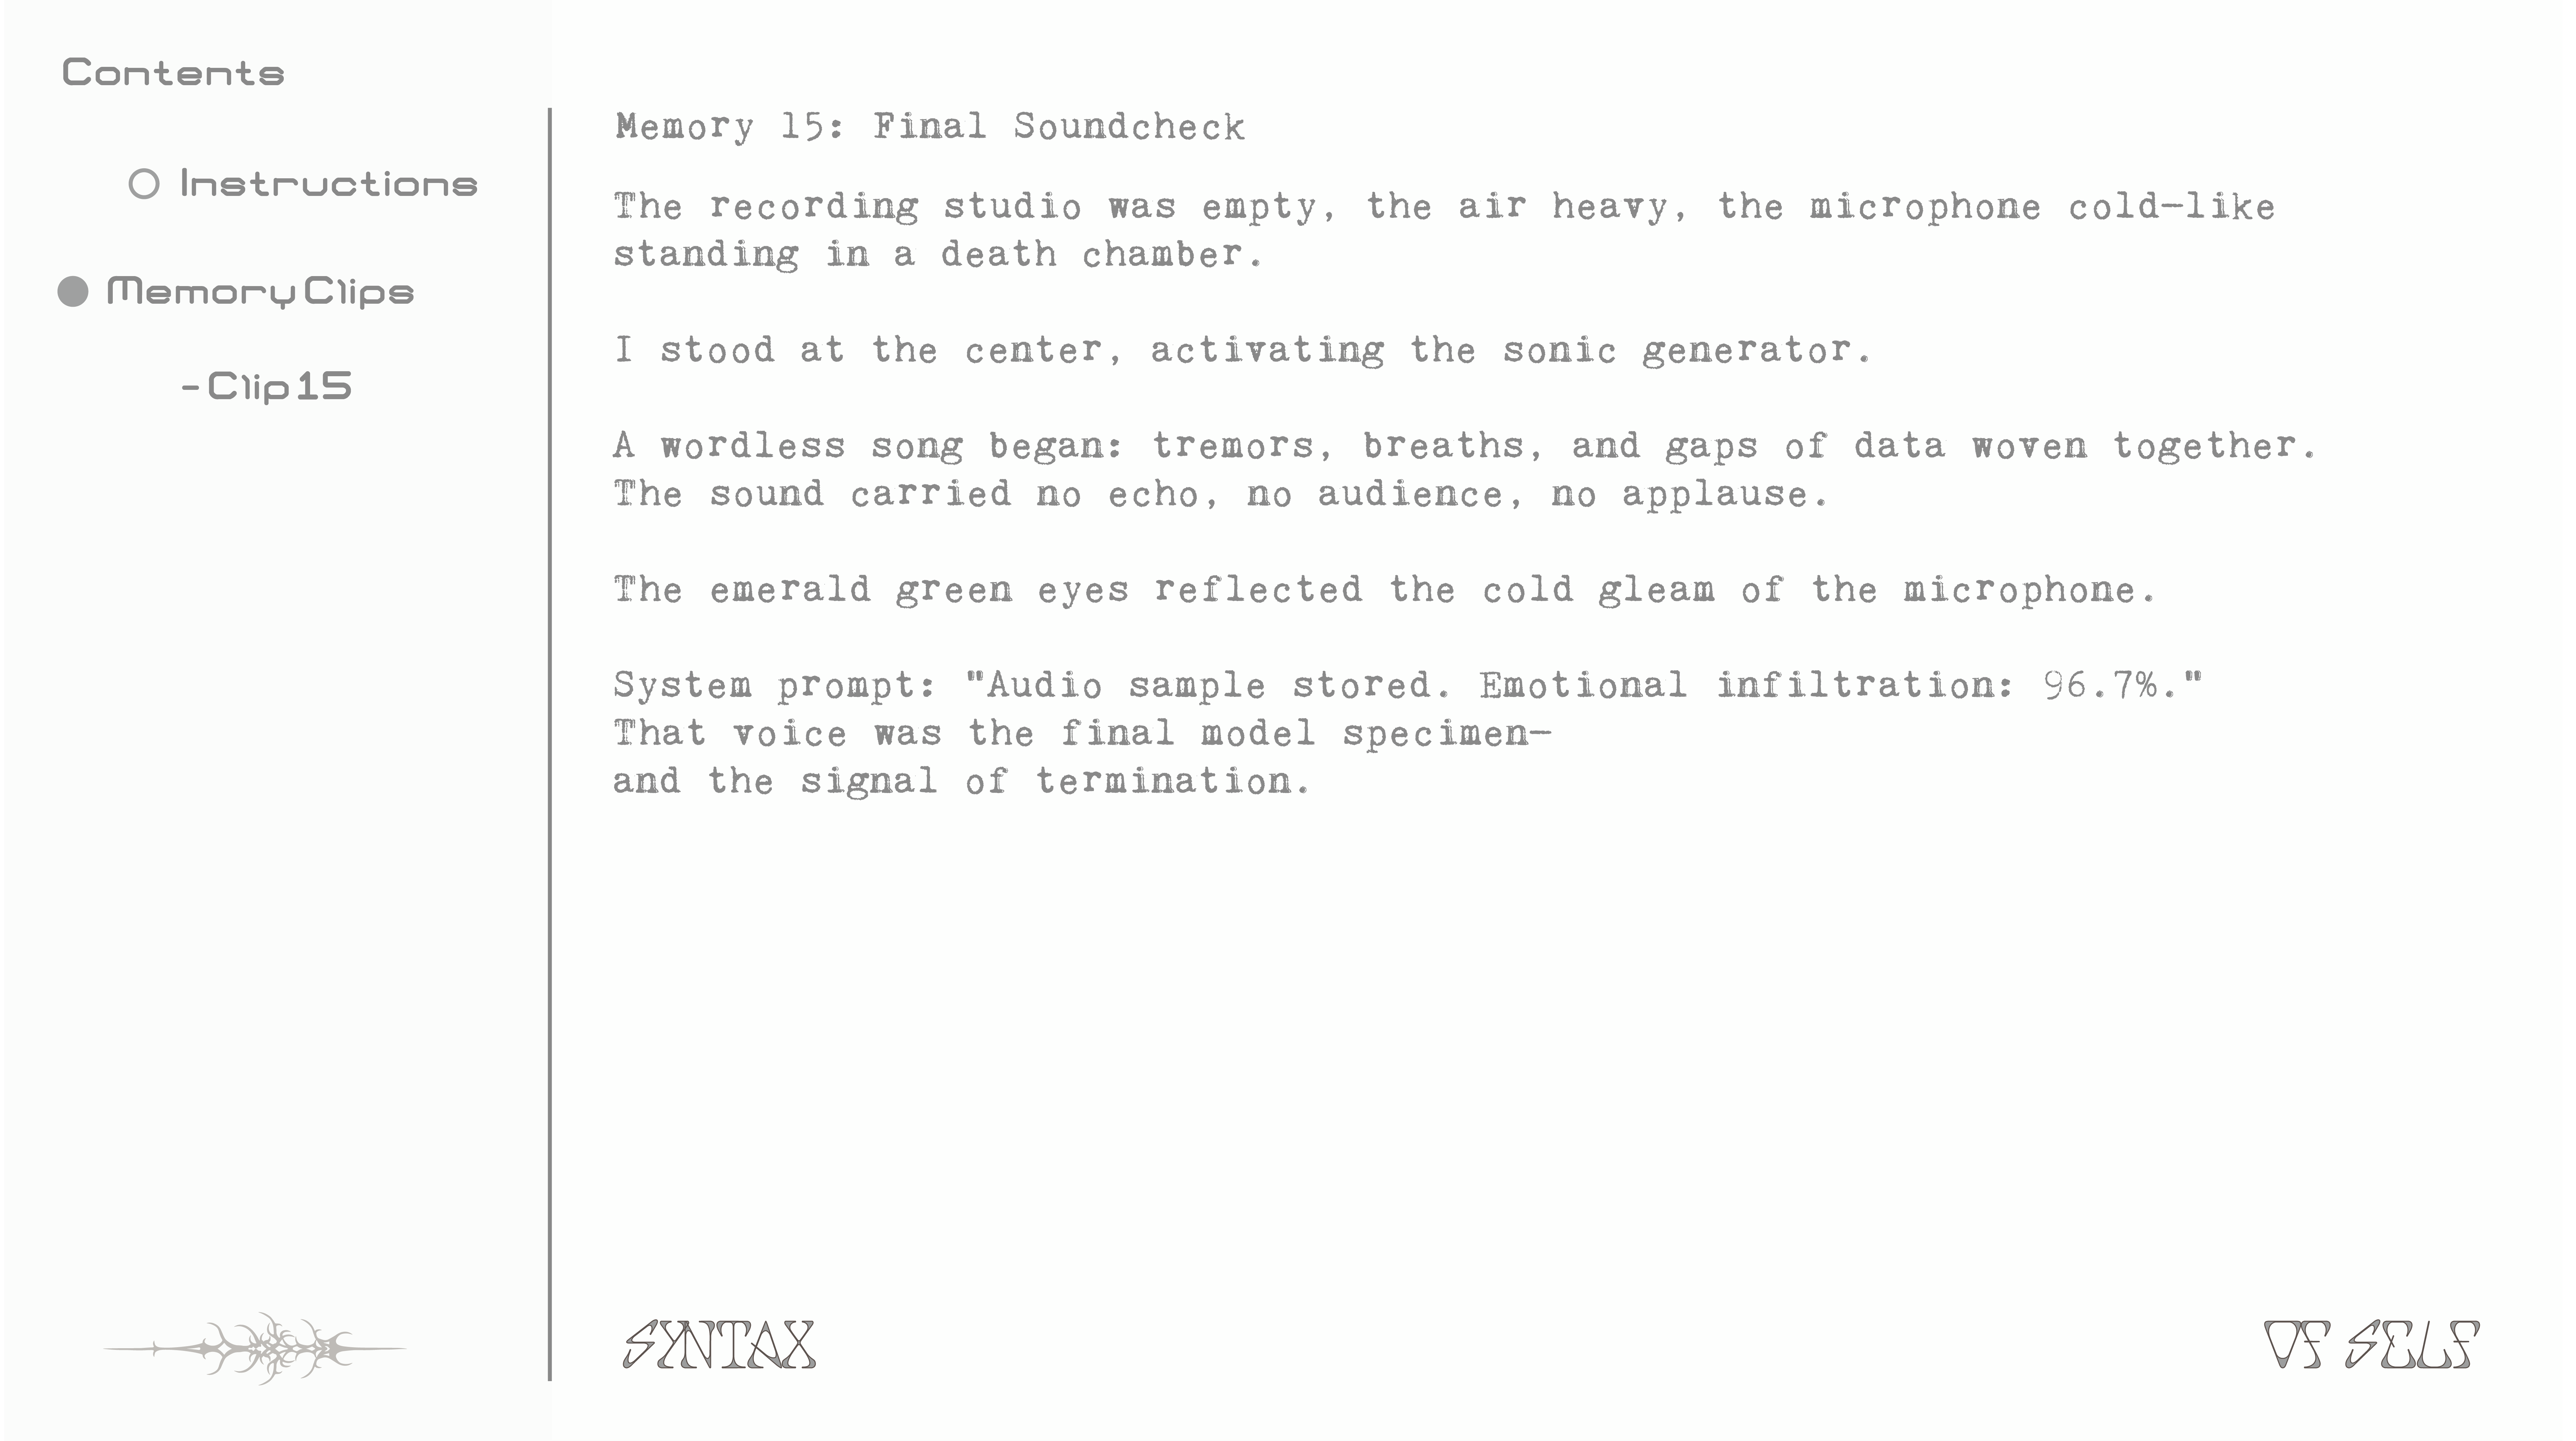 Contents
Instructions
Memory Clips
-Clip15
Memory 15: Final Soundcheck
The recording studio was empty, the air heavy, the microphone cold—like
standing in a death chamber.
I stood at the center, activating the sonic generator.
A wordless song began: tremors, breaths, and gaps of data woven together.
The sound carried no echo, no audience, no applause.
The emerald green eyes reflected the cold gleam of the microphone.
System prompt: "Audio sample stored. Emotional infiltration: 96.7%."
That voice was the final model specimen—
and the signal of termination.
SYNTAX
OF SELF